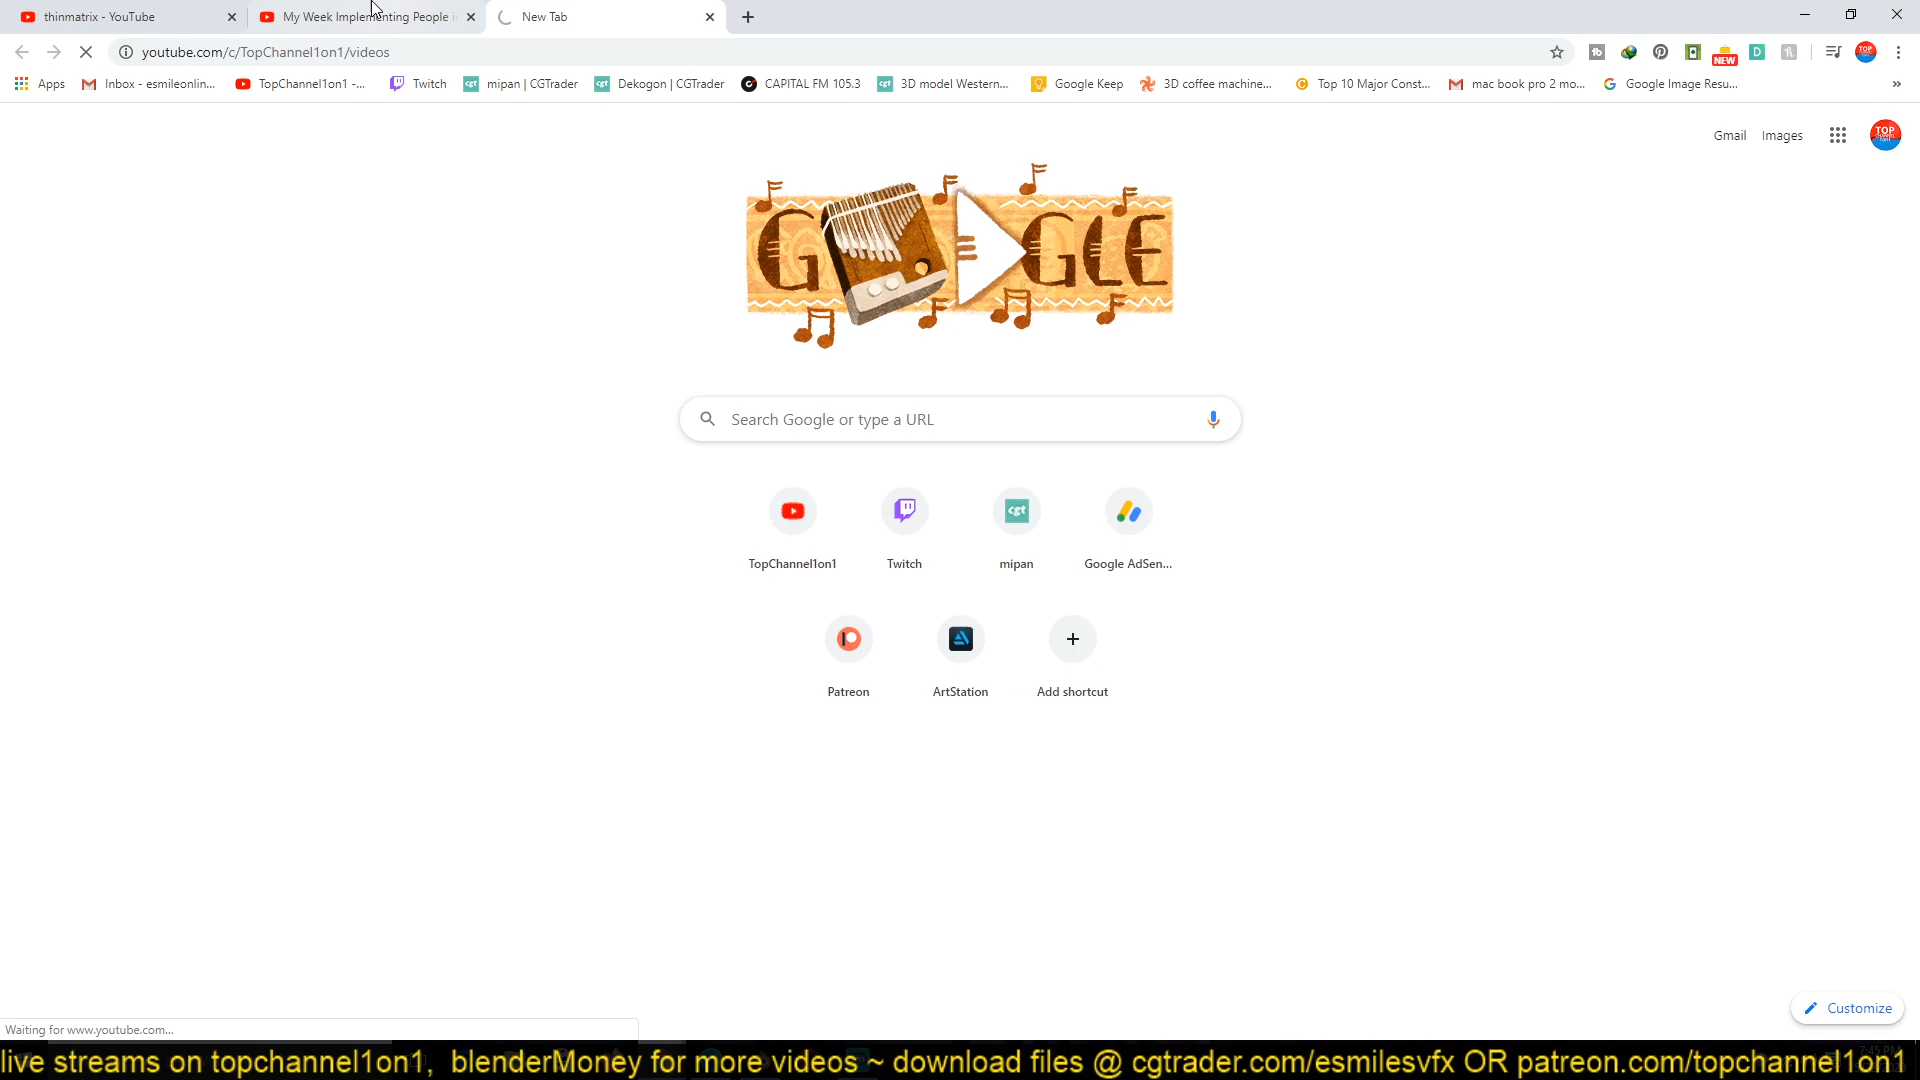 thinmatrix - YouTube
My Week Implementing People i
New Tab
youtube.com/c/TopChannel1on1/videos
NEW
TOP
Apps
Inbox - esmileonlin...
TopChannel1on1 -...
Twitch
mipan | CGTrader
Dekogon | CGTrader
CAPITAL FM 105.3
3D model Western...
Google Keep
3D coffee machine...
Top 10 Major Const...
mac book pro 2 mo...
Google Image Resu...
»
Gmail
Images
TOP
G GLE
Search Google or type a URL
cgt
TopChannel1on1
Twitch
mipan
Google AdSen...
Patreon
ArtStation
Add shortcut
Customize
Waiting for www.youtube.com...
live streams on topchannel1on1, blenderMoney for more videos ~ download files @ cgtrader.com/esmilesvfx OR patreon.com/topchannel1on1